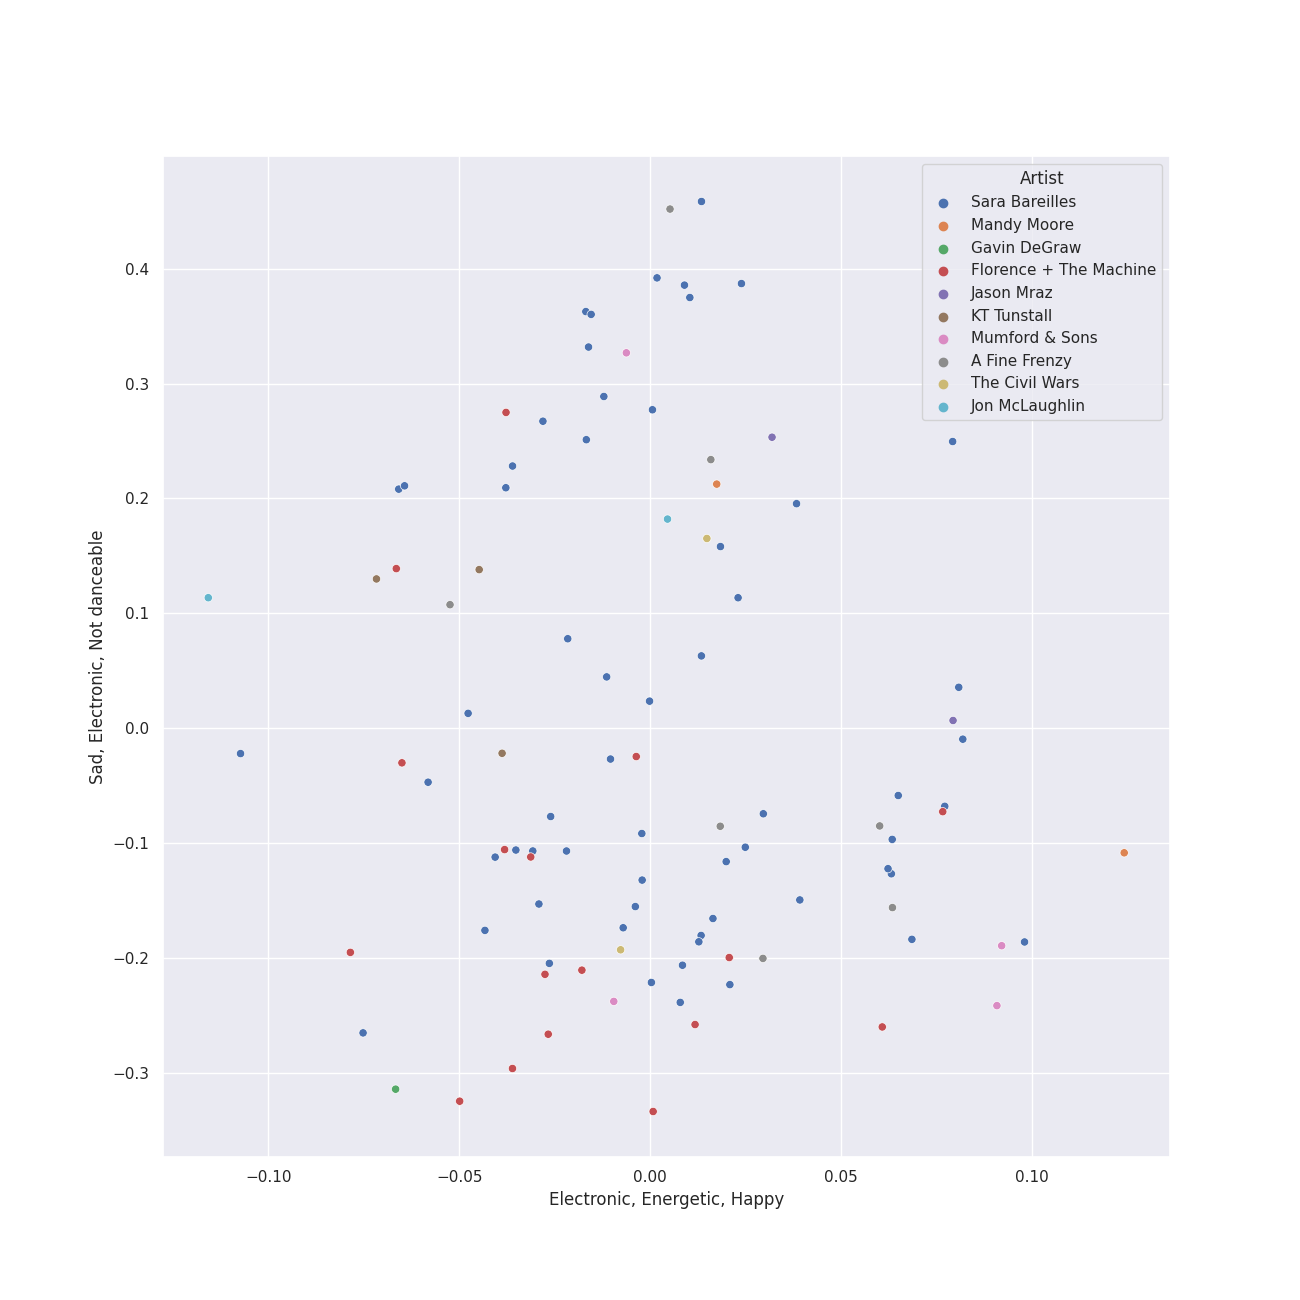 Artist
Sara Bareilles
Mandy Moore
Gavin DeGraw
Florence + The Machine
Jason Mraz
KT Tunstall
Mumford & Sons
A Fine Frenzy
The Civil Wars
Jon McLaughlin
0.4
0.3
0.2
0.1
0.0
−0.1
−0.2
−0.3
Sad, Electronic, Not danceable
−0.10 −0.05 0.00 0.05 0.10
Electronic, Energetic, Happy